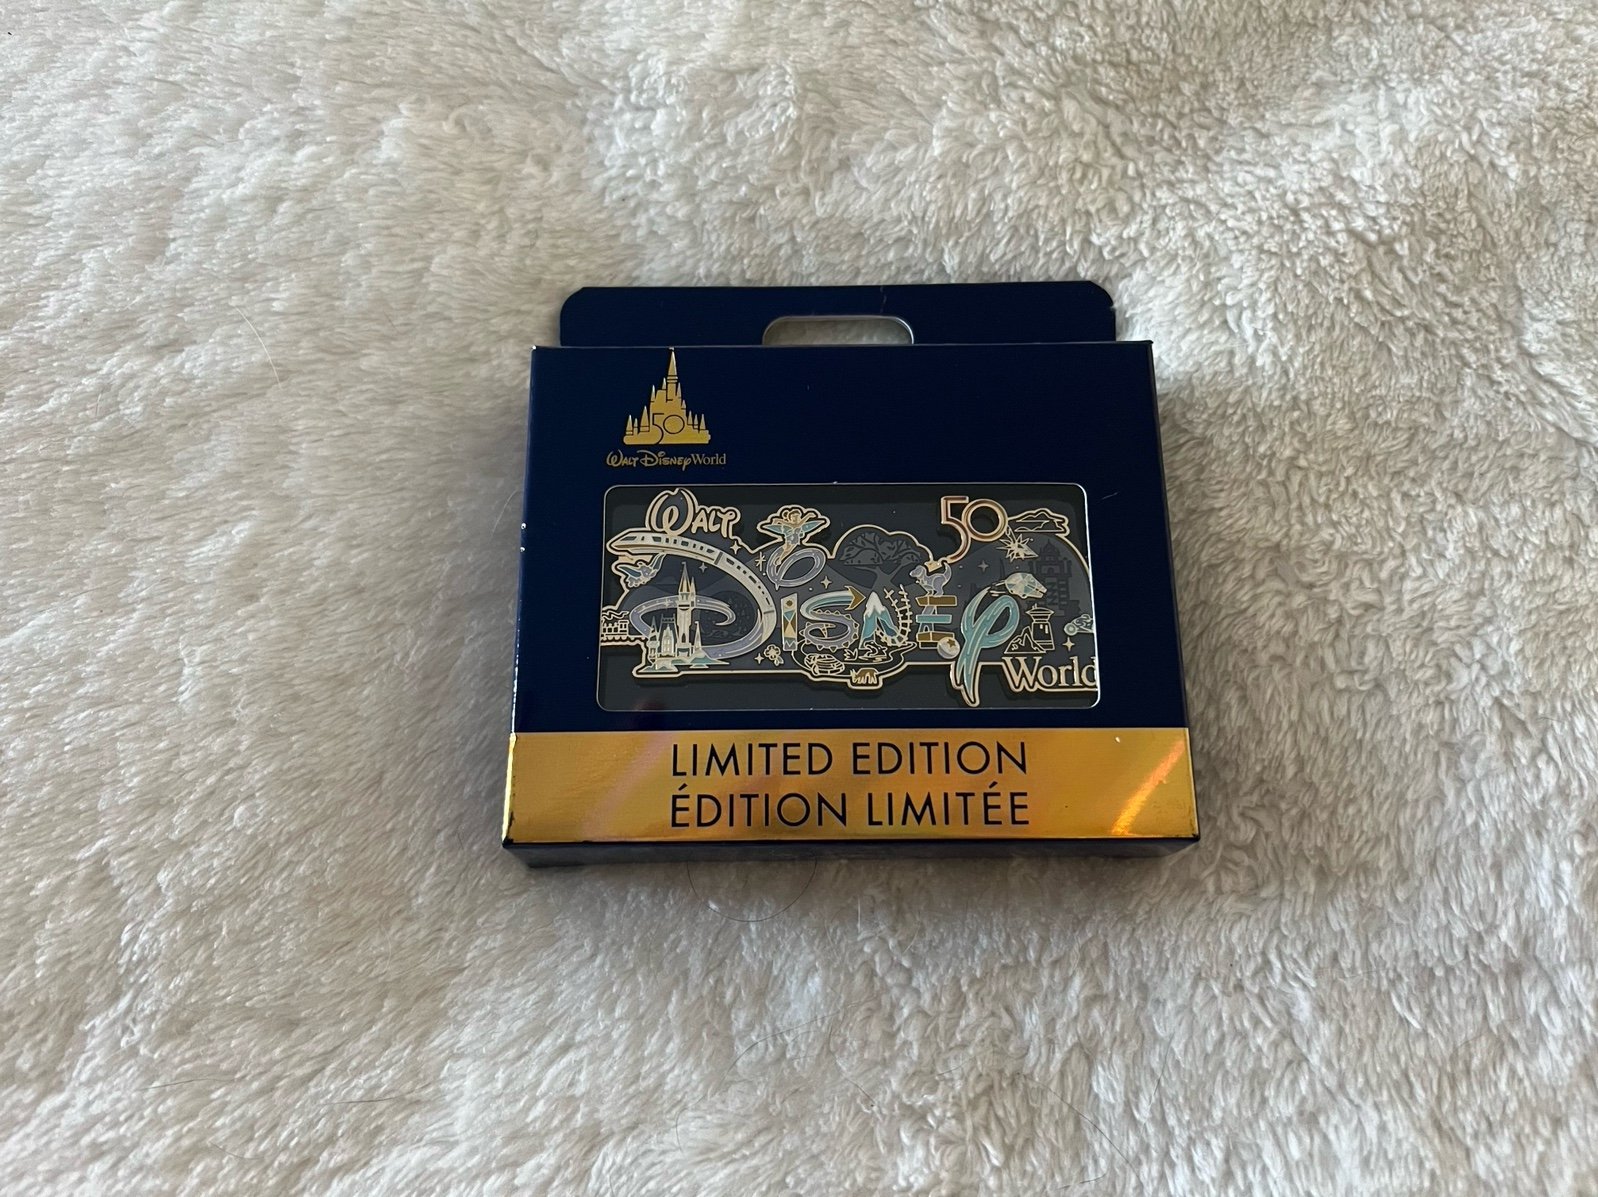 50
WALT DISNEY World
WALT 50
DISNEY
World
LIMITED EDITION
ÉDITION LIMITÉE